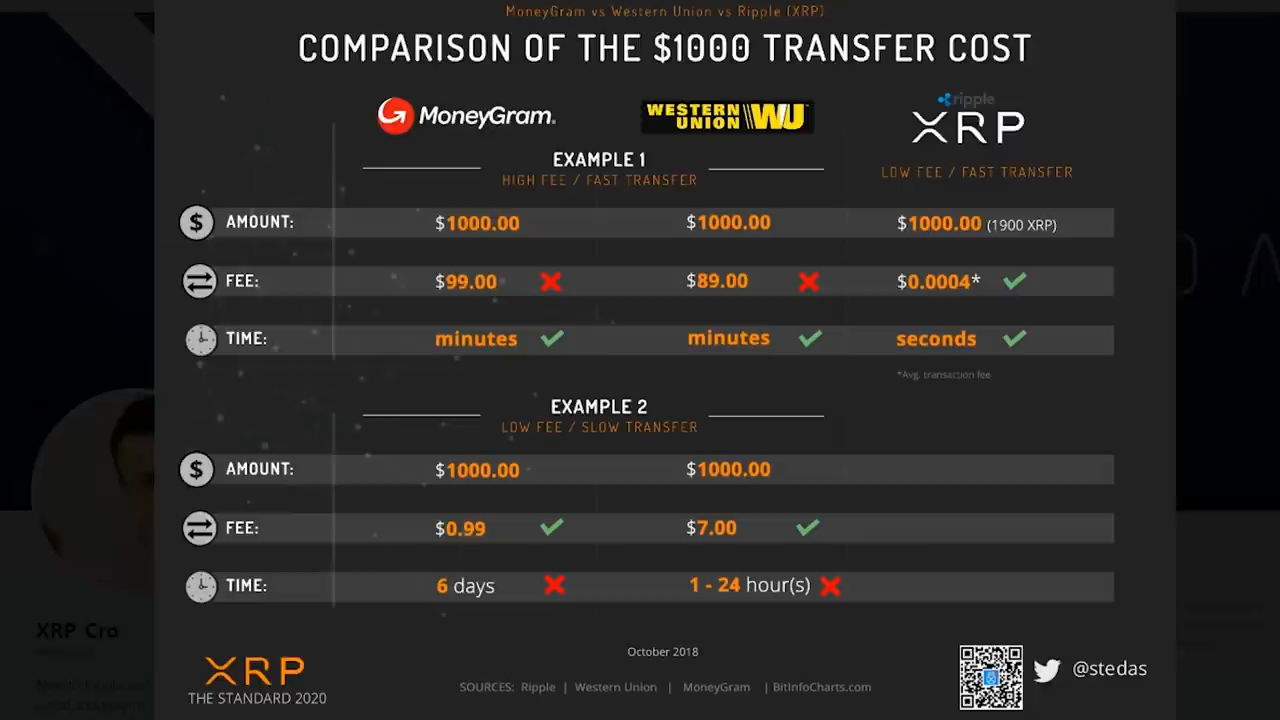 MoneyGram vs Western Union vs Ripple (XRP)
COMPARISON OF THE $1000 TRANSFER COST
MoneyGram.
WESTERN UNION WU
ripple
XRP
EXAMPLE 1
HIGH FEE / FAST TRANSFER
LOW FEE / FAST TRANSFER
$ AMOUNT: $1000.00 $1000.00 $1000.00 (1900 XRP)
FEE: $99.00 $89.00 $0.0004*
TIME: minutes minutes seconds
*Avg. transaction fee
EXAMPLE 2
LOW FEE / SLOW TRANSFER
$ AMOUNT: $1000.00 $1000.00
FEE: $0.99 $7.00
TIME: 6 days 1 - 24 hour(s)
XRP Cro
October 2018
XRP
THE STANDARD 2020
SOURCES: Ripple | Western Union | MoneyGram | BitInfoCharts.com
@stedas